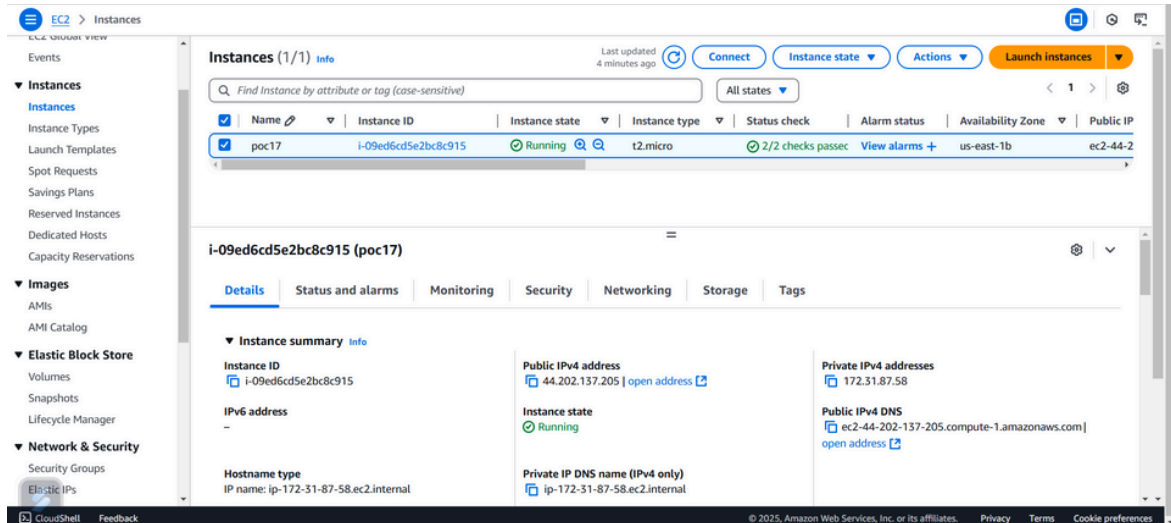 EC2 > Instances
EC2 Global View
Events
Instances
Instances
Instance Types
Launch Templates
Spot Requests
Savings Plans
Reserved Instances
Dedicated Hosts
Capacity Reservations
Images
AMIs
AMI Catalog
Elastic Block Store
Volumes
Snapshots
Lifecycle Manager
Network & Security
Security Groups
Elastic IPs
Instances (1/1) Info
Last updated
4 minutes ago
Connect
Instance state
Actions
Launch instances
Find Instance by attribute or tag (case-sensitive)
All states
1
Name Instance ID Instance state Instance type Status check Alarm status Availability Zone Public IP
poc17 i-09ed6cd5e2bc8c915 Running t2.micro 2/2 checks passec View alarms + us-east-1b ec2-44-2
i-09ed6cd5e2bc8c915 (poc17)
Details Status and alarms Monitoring Security Networking Storage Tags
Instance summary Info
Instance ID
i-09ed6cd5e2bc8c915
Public IPv4 address
44.202.137.205 | open address
Private IPv4 addresses
172.31.87.58
IPv6 address
–
Instance state
Running
Public IPv4 DNS
ec2-44-202-137-205.compute-1.amazonaws.com |
open address
Hostname type
IP name: ip-172-31-87-58.ec2.internal
Private IP DNS name (IPv4 only)
ip-172-31-87-58.ec2.internal
CloudShell Feedback © 2025, Amazon Web Services, Inc. or its affiliates. Privacy Terms Cookie preferences